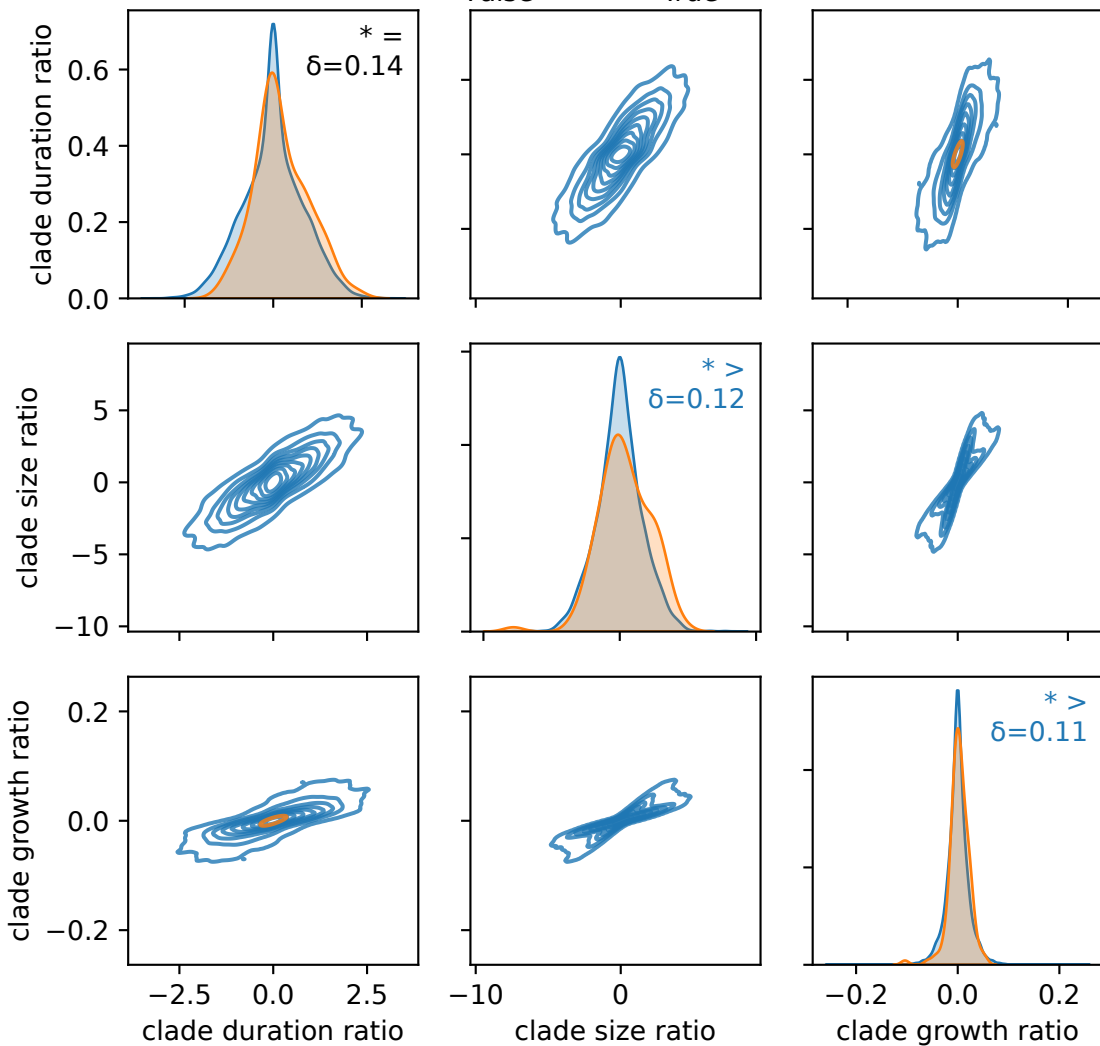 clade duration ratio
0.6
0.4
0.2
0.0
* =
δ=0.14
clade size ratio
5
0
−5
−10
* >
δ=0.12
clade growth ratio
0.2
0.0
−0.2
* >
δ=0.11
−2.5 0.0 2.5
−10 0
−0.2 0.0 0.2
clade duration ratio
clade size ratio
clade growth ratio